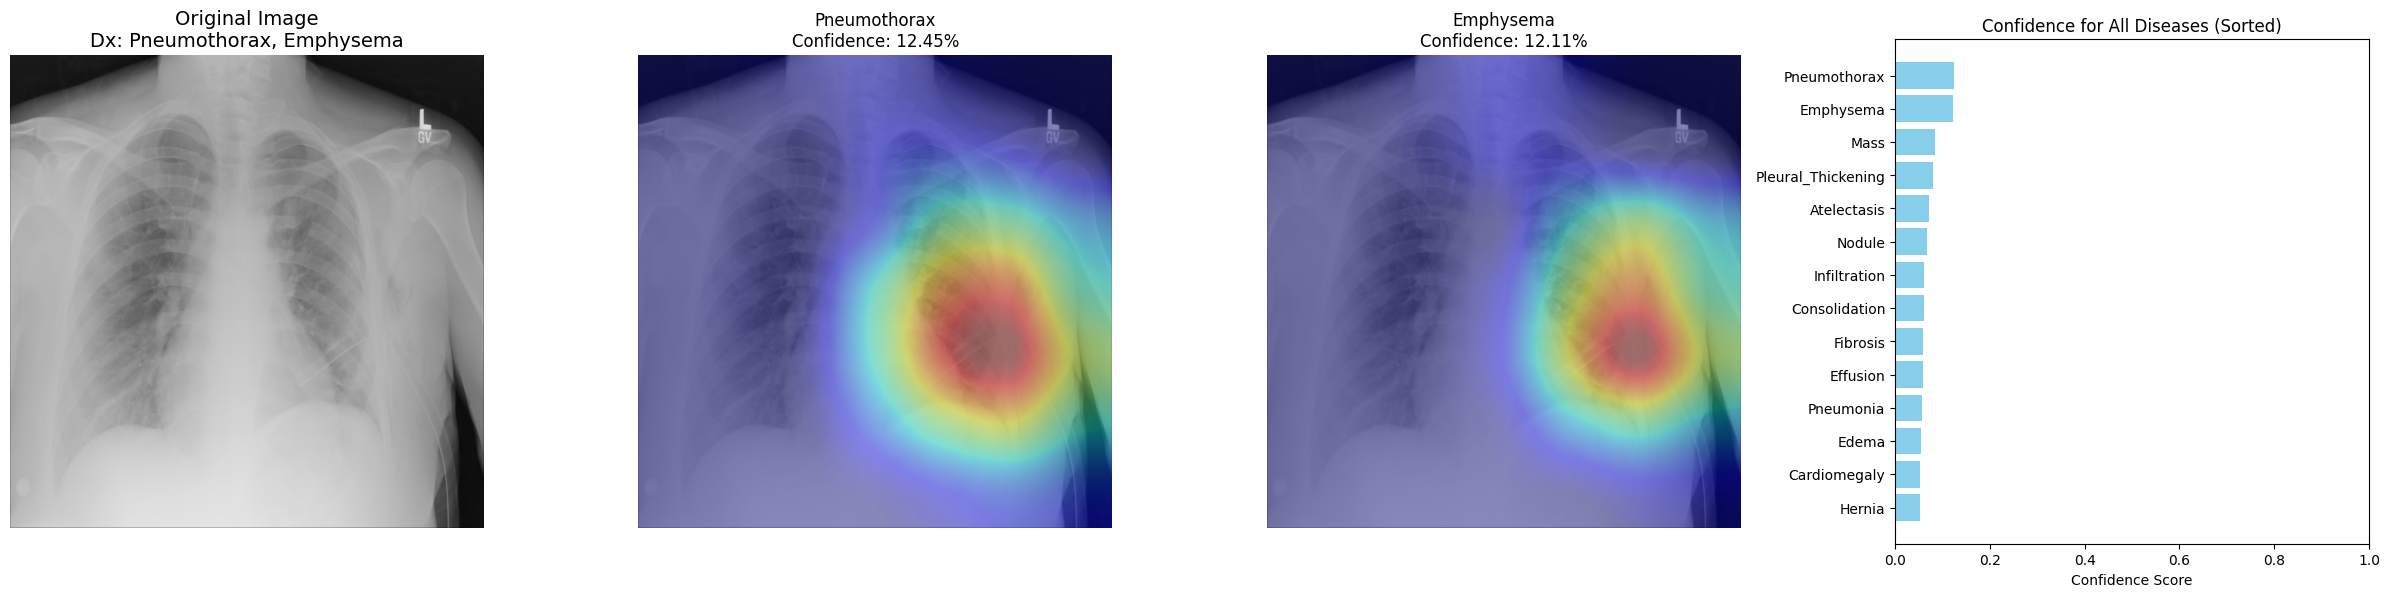 Original Image
Dx: Pneumothorax, Emphysema
L
GV
Pneumothorax
Confidence: 12.45%
L
GV
Emphysema
Confidence: 12.11%
L
GV
Confidence for All Diseases (Sorted)
Pneumothorax
Emphysema
Mass
Pleural_Thickening
Atelectasis
Nodule
Infiltration
Consolidation
Fibrosis
Effusion
Pneumonia
Edema
Cardiomegaly
Hernia
0.0 0.2 0.4 0.6 0.8 1.0
Confidence Score